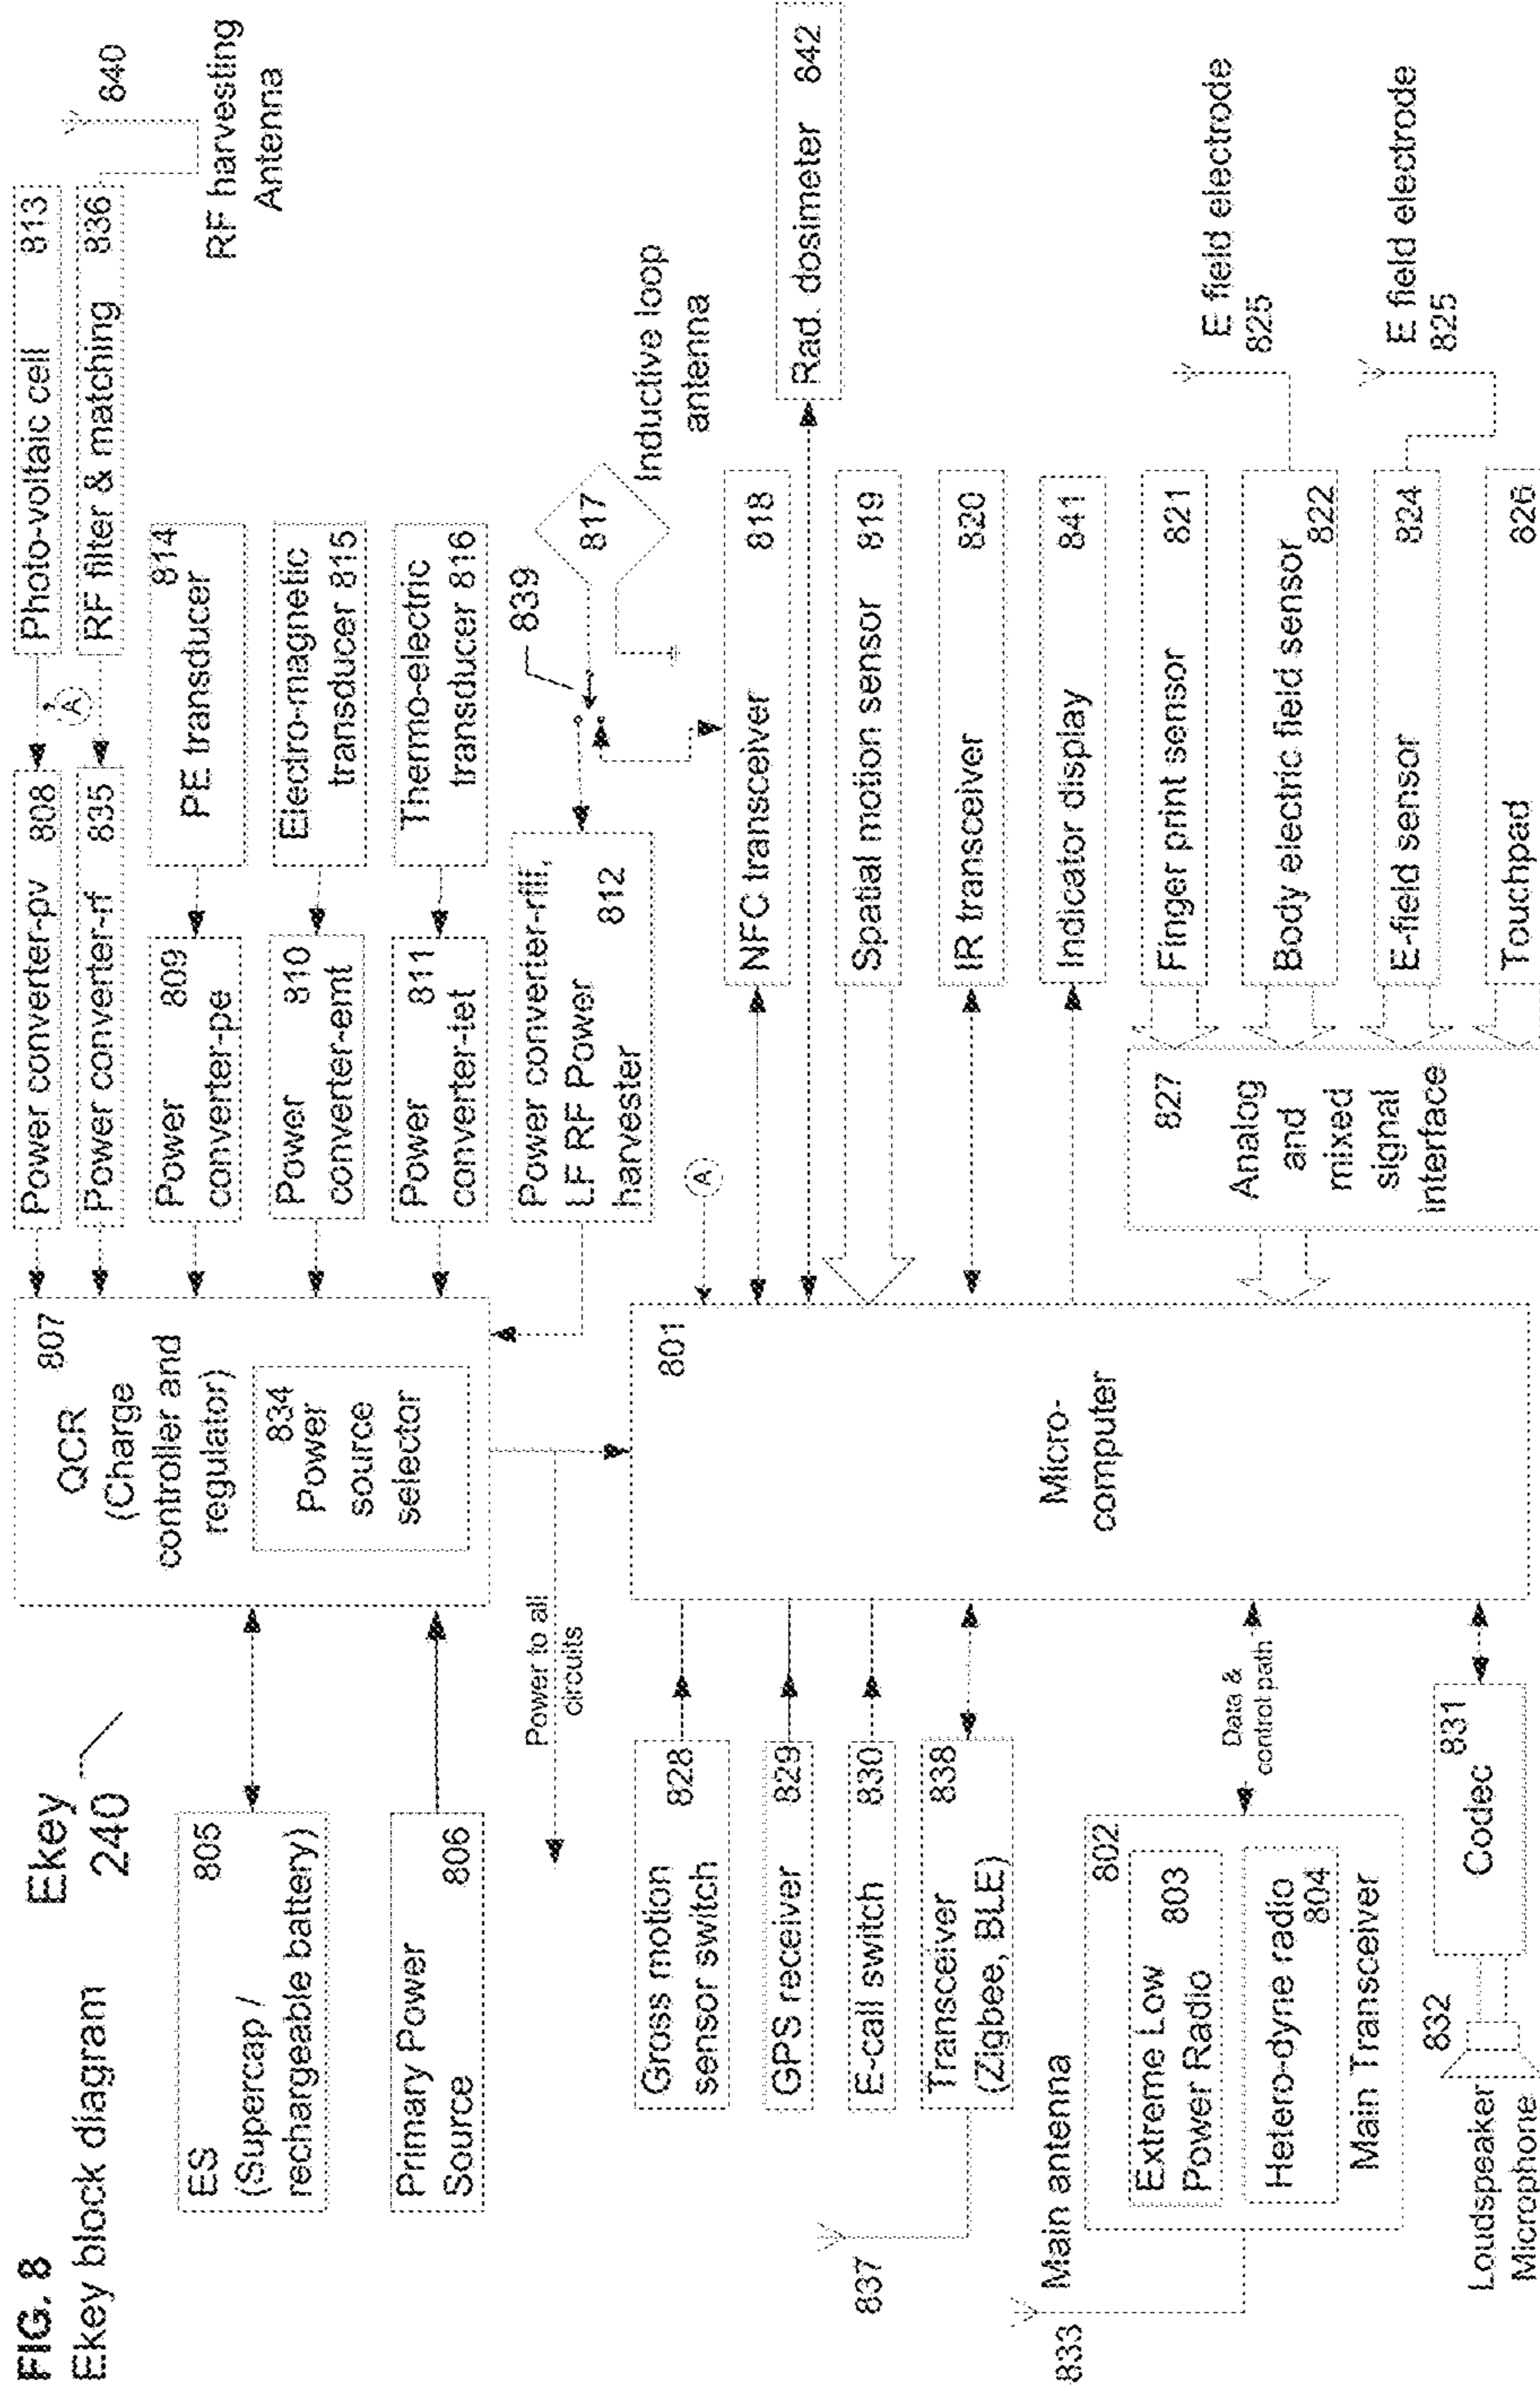 FIG. 8
Ekey block diagram
Ekey
240
ES 805
(Supercap /
rechargeable battery)
Primary Power
Source 806
807
QCR
(Charge
controller and
regulator)
834
Power
source
selector
Power to all
circuits
Power converter-pv 808
Power converter-rf 835
Power 809
converter-pe
Power 810
converter-emt
Power 811
converter-tet
Power converter-rflf,
LF RF Power
harvester 812
Photo-voltaic cell 813
RF filter & matching 836
A
814
PE transducer
Electro-magnetic
transducer 815
Thermo-electric
transducer 816
840
RF harvesting
Antenna
839
817
Inductive loop
antenna
Gross motion
sensor switch 828
GPS receiver 829
E-call switch 830
Transceiver 838
(Zigbee, BLE)
837
Main antenna
833
802
Extreme Low
Power Radio 803
Hetero-dyne radio
804
Main Transceiver
Data &
control path
Codec 831
832
Loudspeaker
Microphone
801
Micro-
computer
A
NFC transceiver 818
Rad. dosimeter 842
Spatial motion sensor 819
IR transceiver 820
Indicator display 841
Finger print sensor 821
Body electric field sensor
822
E-field sensor 824
Touchpad 826
827
Analog
and
mixed
signal
interface
E field electrode
825
E field electrode
825